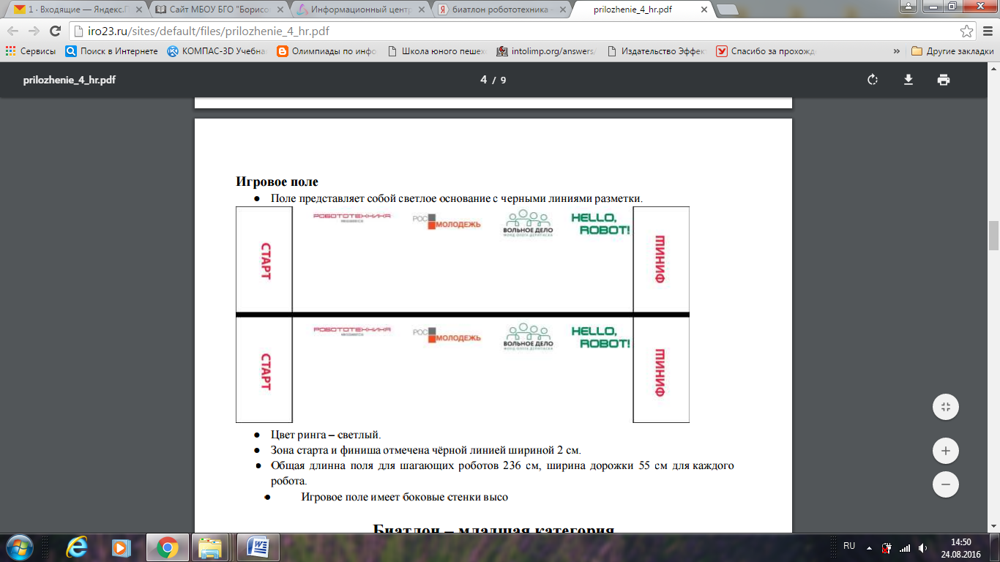 1 · Входящие — Яндекс.П
Сайт МБОУ БГО "Борисо
Информационный центр
биатлон робототехника -
prilozhenie_4_hr.pdf
iro23.ru/sites/default/files/prilozhenie_4_hr.pdf
Сервисы
Поиск в Интернете
КОМПАС-3D Учебна
Олимпиады по инфо
Школа юного пешех
intolimp.org/answers/
Издательство Эффек
Спасибо за прохожд
»
Другие закладки
prilozhenie_4_hr.pdf
4 / 9
Игровое поле
● Поле представляет собой светлое основание с черными линиями разметки.
СТАРТ
РОБОТОТЕХНИКА
РОС МОЛОДЕЖЬ
ВОЛЬНОЕ ДЕЛО
HELLO,
ROBOT!
ФИНИШ
СТАРТ
РОБОТОТЕХНИКА
РОС МОЛОДЕЖЬ
ВОЛЬНОЕ ДЕЛО
HELLO,
ROBOT!
ФИНИШ
● Цвет ринга – светлый.
● Зона старта и финиша отмечена чёрной линией шириной 2 см.
● Общая длинна поля для шагающих роботов 236 см, ширина дорожки 55 см для каждого
робота.
● Игровое поле имеет боковые стенки высо
Биатлон – младшая категория
RU
14:50
24.08.2016